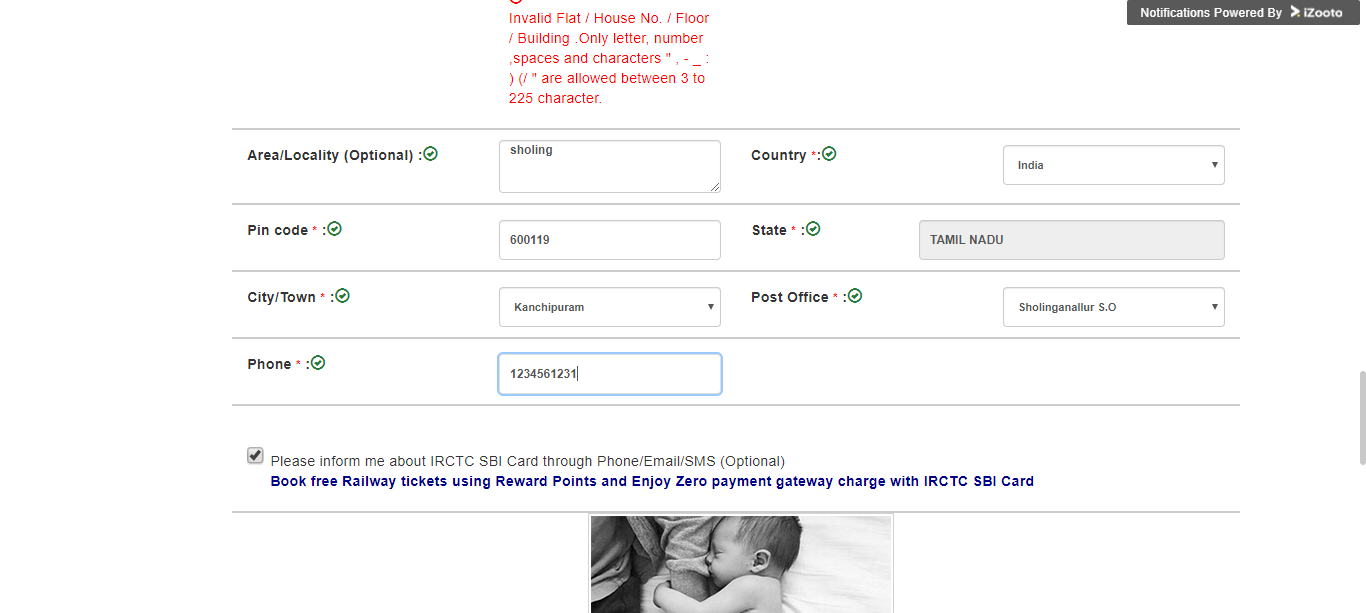 Notifications Powered By iZooto
Invalid Flat / House No. / Floor
/ Building .Only letter, number
,spaces and characters " , - _ :
) (/ " are allowed between 3 to
225 character.
Area/Locality (Optional) :
sholing
Country *:
India
Pin code * :
600119
State * :
TAMIL NADU
City/Town * :
Kanchipuram
Post Office * :
Sholinganallur S.O
Phone * :
1234561231
Please inform me about IRCTC SBI Card through Phone/Email/SMS (Optional)
Book free Railway tickets using Reward Points and Enjoy Zero payment gateway charge with IRCTC SBI Card